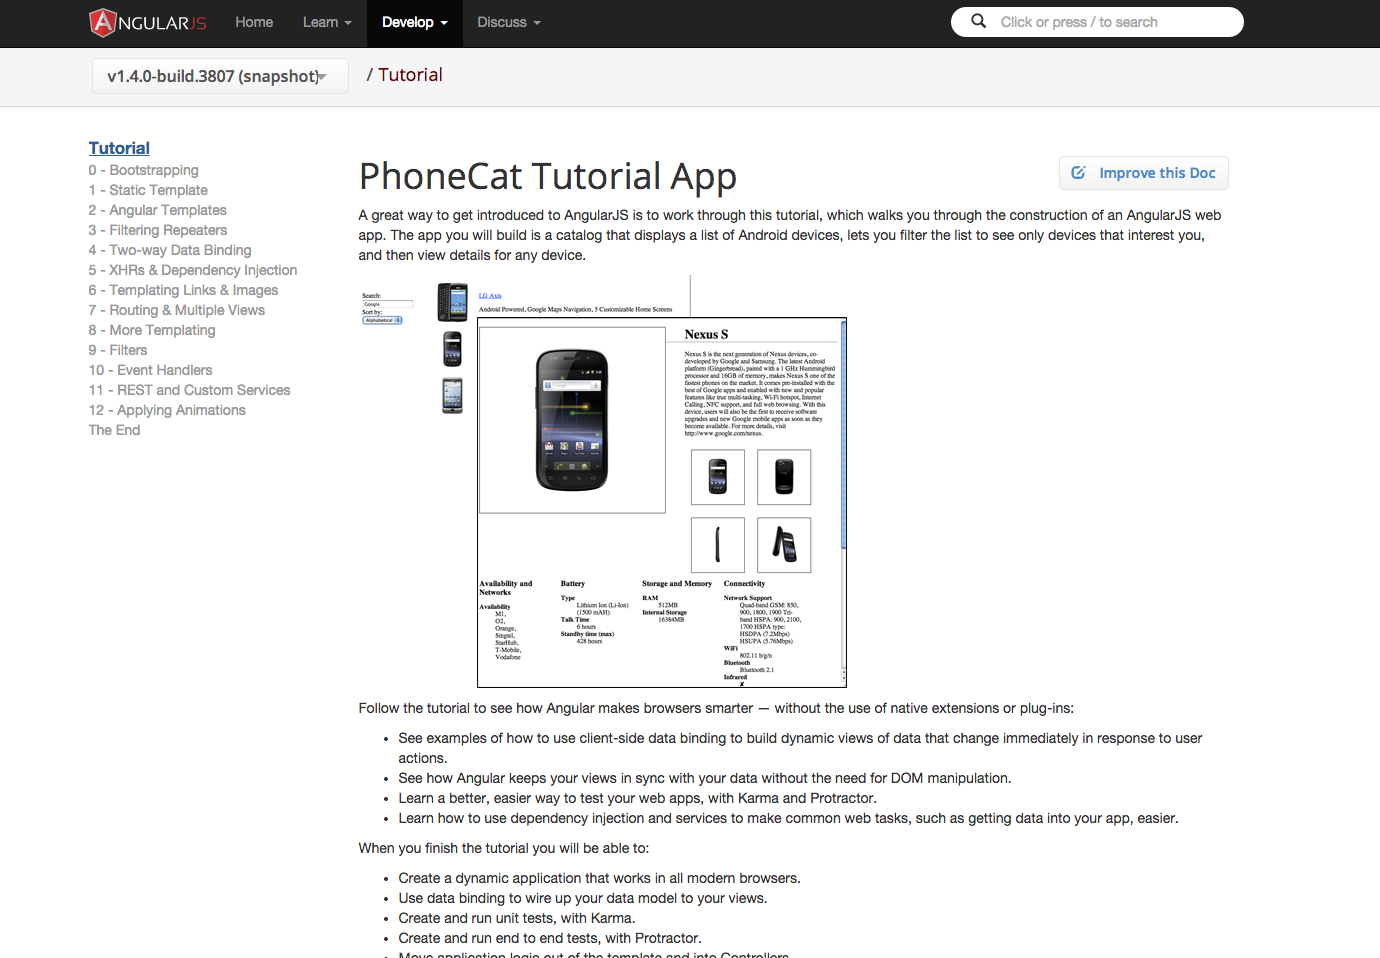 ANGULARJS Home Learn Develop Discuss Click or press / to search
v1.4.0-build.3807 (snapshot) / Tutorial
Tutorial
0 - Bootstrapping
1 - Static Template
2 - Angular Templates
3 - Filtering Repeaters
4 - Two-way Data Binding
5 - XHRs & Dependency Injection
6 - Templating Links & Images
7 - Routing & Multiple Views
8 - More Templating
9 - Filters
10 - Event Handlers
11 - REST and Custom Services
12 - Applying Animations
The End
PhoneCat Tutorial App
Improve this Doc
A great way to get introduced to AngularJS is to work through this tutorial, which walks you through the construction of an AngularJS web
app. The app you will build is a catalog that displays a list of Android devices, lets you filter the list to see only devices that interest you,
and then view details for any device.
Search:
Google
Sort by:
Alphabetical
LG Axis
Android Powered, Google Maps Navigation, 5 Customizable Home Screens
Nexus S
Nexus S is the next generation of Nexus devices, co-
developed by Google and Samsung. The latest Android
platform (Gingerbread), paired with a 1 GHz Hummingbird
processor and 16GB of memory, makes Nexus S one of the
fastest phones on the market. It comes pre-installed with the
best of Google apps and enabled with new and popular
features like true multi-tasking, Wi-Fi hotspot, Internet
Calling, NFC support, and full web browsing. With this
device, users will also be the first to receive software
upgrades and new Google mobile apps as soon as they
become available. For more details, visit
http://www.google.com/nexus.
Availability and
Networks
Availability
M1,
O2,
Orange,
Singtel,
StarHub,
T-Mobile,
Vodafone
Battery
Type
Lithium Ion (Li-Ion)
(1500 mAH)
Talk Time
6 hours
Standby time (max)
428 hours
Storage and Memory
RAM
512MB
Internal Storage
16384MB
Connectivity
Network Support
Quad-band GSM: 850,
900, 1800, 1900 Tri-
band HSPA: 900, 2100,
1700 HSPA type:
HSDPA (7.2Mbps)
HSUPA (5.76Mbps)
WiFi
802.11 b/g/n
Bluetooth
Bluetooth 2.1
Infrared
✘
Follow the tutorial to see how Angular makes browsers smarter — without the use of native extensions or plug-ins:
• See examples of how to use client-side data binding to build dynamic views of data that change immediately in response to user
actions.
• See how Angular keeps your views in sync with your data without the need for DOM manipulation.
• Learn a better, easier way to test your web apps, with Karma and Protractor.
• Learn how to use dependency injection and services to make common web tasks, such as getting data into your app, easier.
When you finish the tutorial you will be able to:
• Create a dynamic application that works in all modern browsers.
• Use data binding to wire up your data model to your views.
• Create and run unit tests, with Karma.
• Create and run end to end tests, with Protractor.
• Move application logic out of the template and into Controllers.